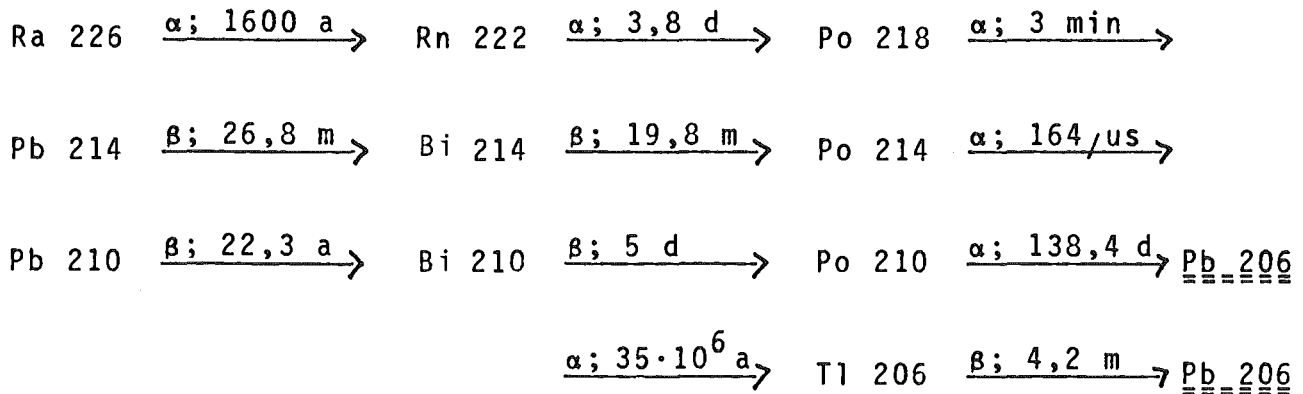 Ra 226 α; 1600 a → Rn 222 α; 3,8 d → Po 218 α; 3 min →
Pb 214 β; 26,8 m → Bi 214 β; 19,8 m → Po 214 α; 164/us →
Pb 210 β; 22,3 a → Bi 210 β; 5 d → Po 210 α; 138,4 d → Pb 206
α; 35·10⁶ a → Tl 206 β; 4,2 m → Pb 206